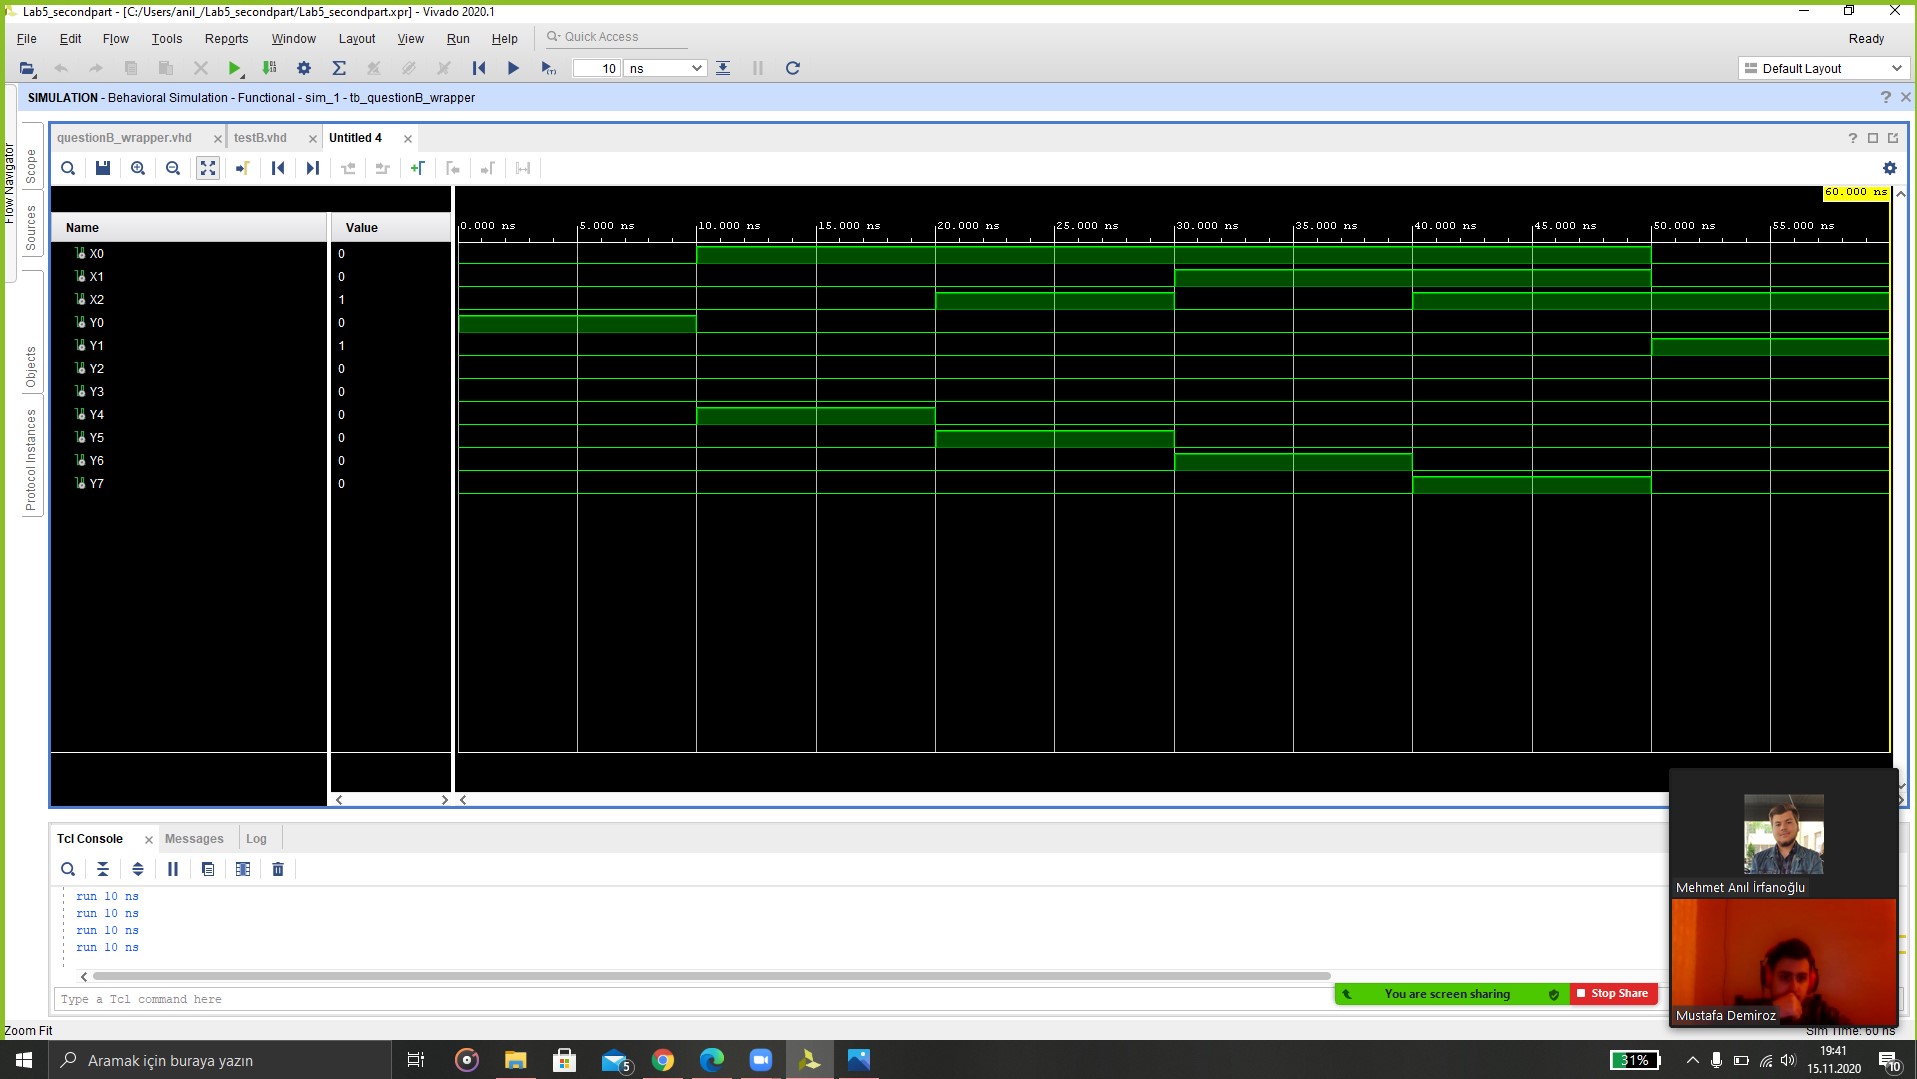 Lab5_secondpart - [C:/Users/anil_/Lab5_secondpart/Lab5_secondpart.xpr] - Vivado 2020.1
File Edit Flow Tools Reports Window Layout View Run Help Quick Access Ready
10 ns Default Layout
SIMULATION - Behavioral Simulation - Functional - sim_1 - tb_questionB_wrapper
Flow Navigator
Scope
Sources
Objects
Protocol Instances
questionB_wrapper.vhd testB.vhd Untitled 4
60.000 ns
Name Value
0.000 ns 5.000 ns 10.000 ns 15.000 ns 20.000 ns 25.000 ns 30.000 ns 35.000 ns 40.000 ns 45.000 ns 50.000 ns 55.000 ns
X0 0
X1 0
X2 1
Y0 0
Y1 1
Y2 0
Y3 0
Y4 0
Y5 0
Y6 0
Y7 0
Tcl Console Messages Log
run 10 ns
run 10 ns
run 10 ns
run 10 ns
Type a Tcl command here
Mehmet Anıl İrfanoğlu
Mustafa Demiroz
You are screen sharing Stop Share
Zoom Fit Sim Time: 60 ns
Aramak için buraya yazın
5
31%
19:41
15.11.2020
10